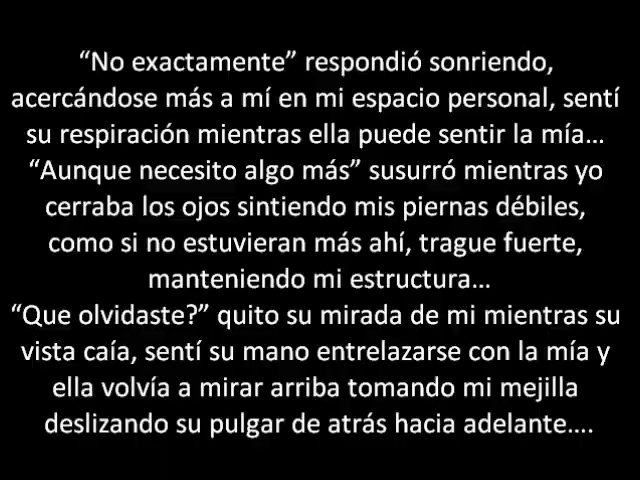 “No exactamente” respondió sonriendo,
acercándose más a mí en mi espacio personal, sentí
su respiración mientras ella puede sentir la mía...
“Aunque necesito algo más” susurró mientras yo
cerraba los ojos sintiendo mis piernas débiles,
como si no estuvieran más ahí, trague fuerte,
manteniendo mi estructura...
“Que olvidaste?” quito su mirada de mi mientras su
vista caía, sentí su mano entrelazarse con la mía y
ella volvía a mirar arriba tomando mi mejilla
deslizando su pulgar de atrás hacia adelante....